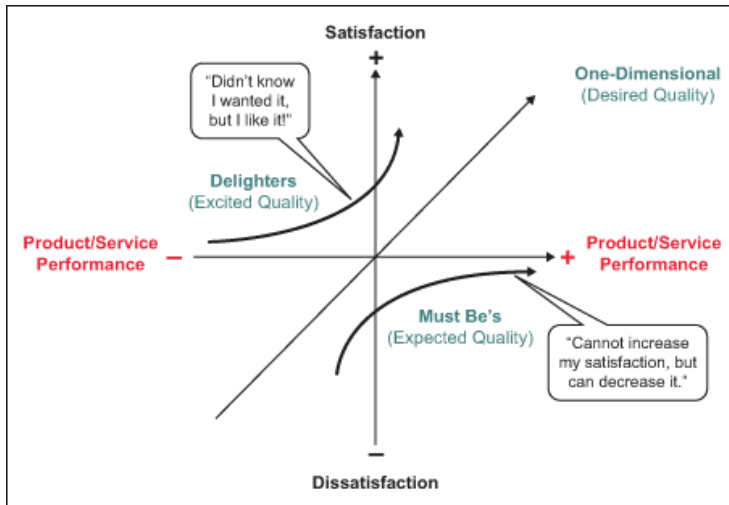 Satisfaction
+
“Didn’t know
I wanted it,
but I like it!”
One-Dimensional
(Desired Quality)
Delighters
(Excited Quality)
Product/Service
Performance
–
+
Product/Service
Performance
Must Be’s
(Expected Quality)
“Cannot increase
my satisfaction, but
can decrease it.”
–
Dissatisfaction